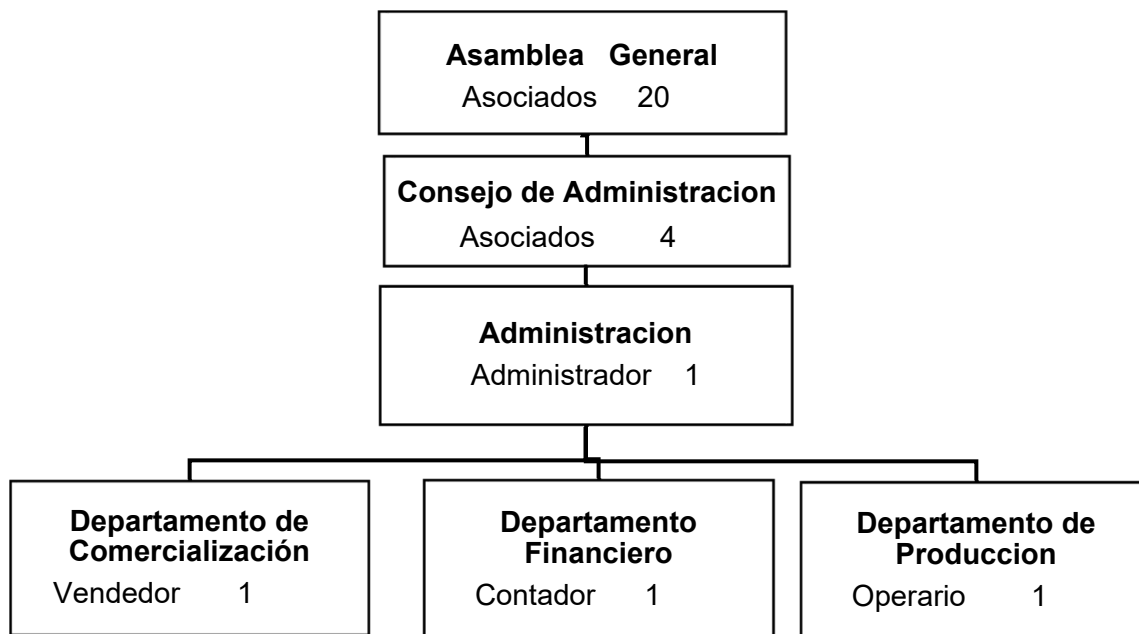 Asamblea General
Asociados 20
Consejo de Administracion
Asociados 4
Administracion
Administrador 1
Departamento de
Comercialización
Vendedor 1
Departamento
Financiero
Contador 1
Departamento de
Produccion
Operario 1